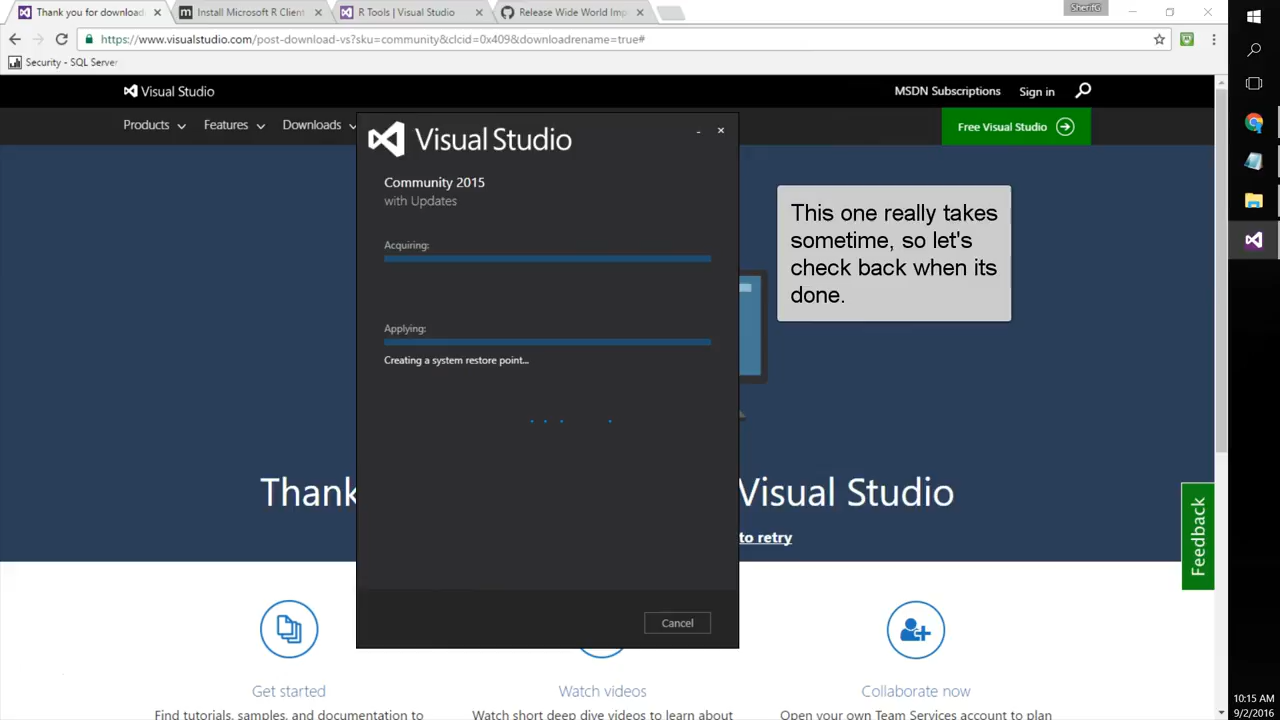 Thank you for download
Install Microsoft R Client
R Tools | Visual Studio
Release Wide World Imp
SherifG
https://www.visualstudio.com/post-download-vs?sku=community&clcid=0x409&downloadrename=true#
Security - SQL Server
Visual Studio
MSDN Subscriptions
Sign in
Products
Features
Downloads
Free Visual Studio
Visual Studio
Community 2015
with Updates
Acquiring:
Applying:
Creating a system restore point...
Cancel
This one really takes
sometime, so let's
check back when its
done.
Thank
Visual Studio
to retry
Feedback
Get started
Watch videos
Collaborate now
Find tutorials, samples, and documentation to
Watch short deep dive videos to learn about
Open your own Team Services account to plan
10:15 AM
9/2/2016